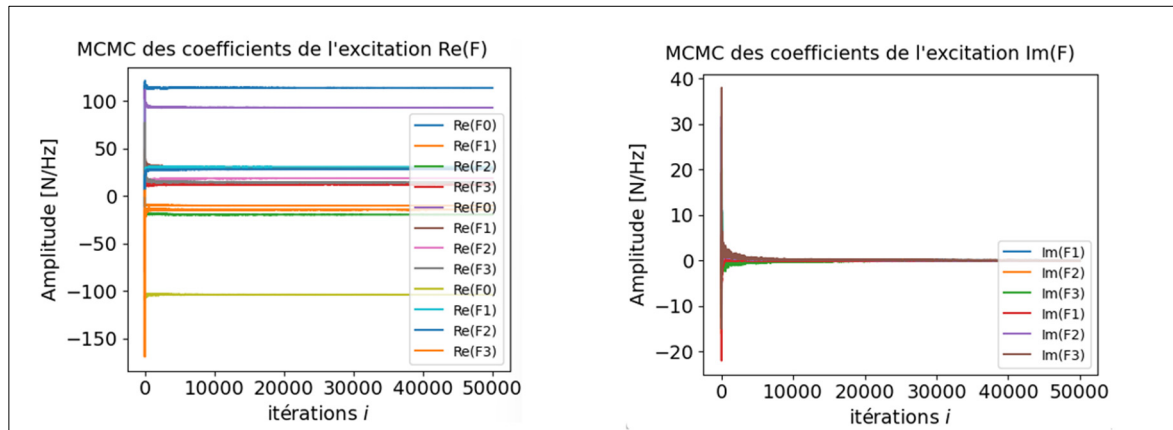 MCMC des coefficients de l'excitation Re(F)
Amplitude [N/Hz]
100
50
0
−50
−100
−150
Re(F0)
Re(F1)
Re(F2)
Re(F3)
Re(F0)
Re(F1)
Re(F2)
Re(F3)
Re(F0)
Re(F1)
Re(F2)
Re(F3)
0 10000 20000 30000 40000 50000
itérations i
MCMC des coefficients de l'excitation Im(F)
Amplitude [N/Hz]
40
30
20
10
0
−10
−20
Im(F1)
Im(F2)
Im(F3)
Im(F1)
Im(F2)
Im(F3)
0 10000 20000 30000 40000 50000
itérations i